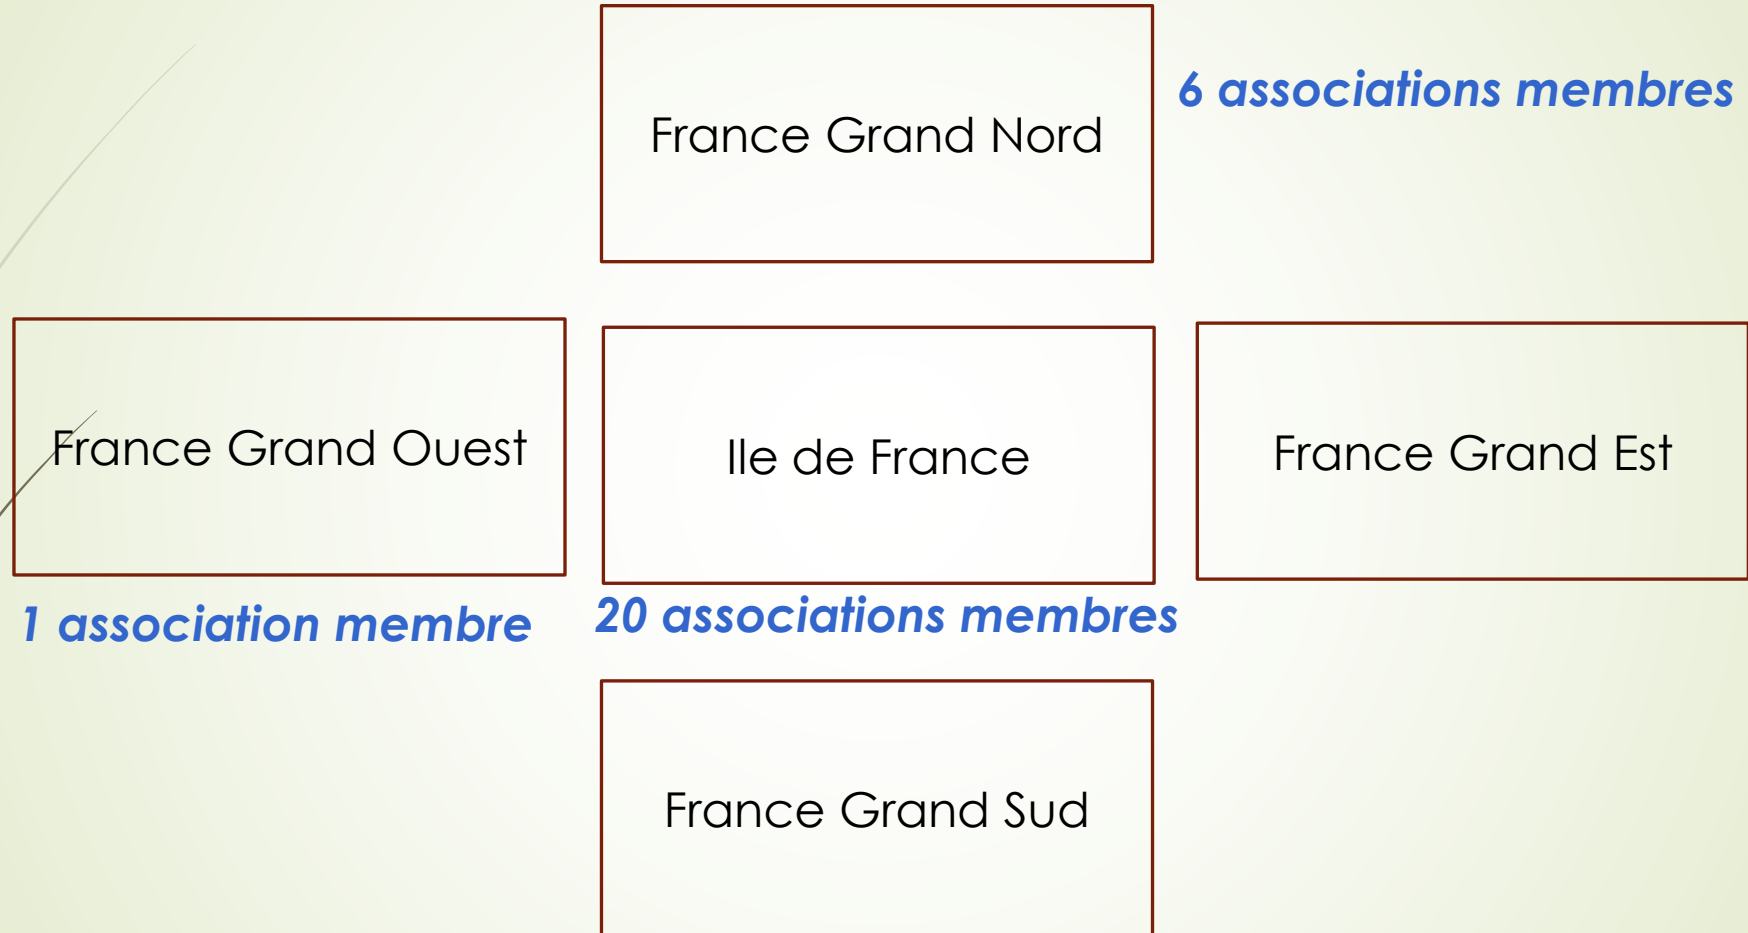 France Grand Nord
6 associations membres
France Grand Ouest
Ile de France
France Grand Est
1 association membre
20 associations membres
France Grand Sud